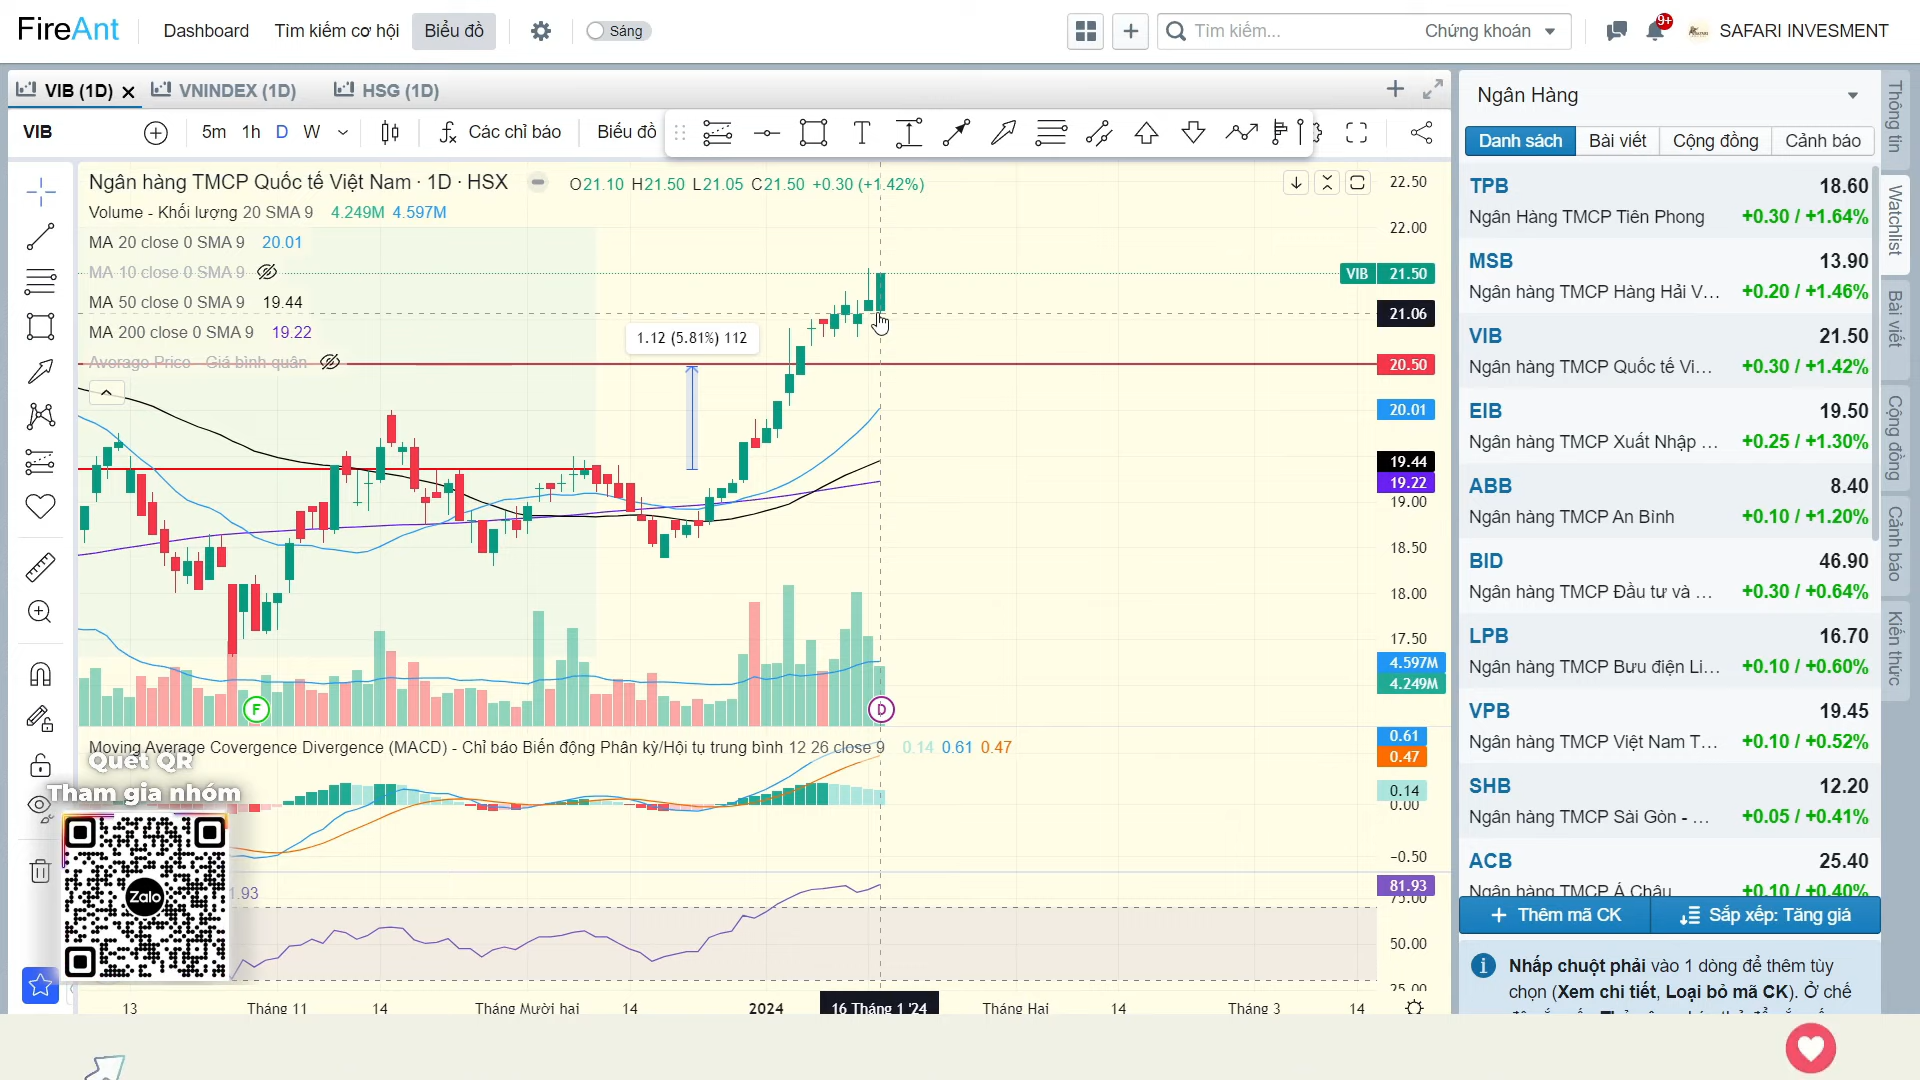 FireAnt
Dashboard
Tìm kiếm cơ hội
Biểu đồ
Sáng
Tìm kiếm...
Chứng khoán
9+
SAFARI INVESMENT
VIB (1D)
VNINDEX (1D)
HSG (1D)
VIB
5m
1h
D
W
Các chỉ báo
Biểu đồ
Ngân hàng TMCP Quốc tế Việt Nam · 1D · HSX
O21.10 H21.50 L21.05 C21.50 +0.30 (+1.42%)
Volume - Khối lượng 20 SMA 9 4.249M 4.597M
MA 20 close 0 SMA 9 20.01
MA 10 close 0 SMA 9
MA 50 close 0 SMA 9 19.44
MA 200 close 0 SMA 9 19.22
Average Price - Giá bình quân
1.12 (5.81%) 112
22.50
22.00
VIB 21.50
21.06
20.50
20.01
19.44
19.22
19.00
18.50
18.00
17.50
4.597M
4.249M
F
D
Moving Average Covergence Divergence (MACD) - Chỉ báo Biến động Phân kỳ/Hội tụ trung bình 12 26 close 9 0.14 0.61 0.47
0.61
0.47
0.14
0.00
−0.50
81.93
75.00
50.00
25.00
1.93
Quét QR
Tham gia nhóm
Zalo
13
Tháng 11
14
Tháng Mười hai
14
2024
16 Tháng 1 '24
Tháng Hai
14
Tháng 3
14
Ngân Hàng
Danh sách
Bài viết
Cộng đồng
Cảnh báo
TPB 18.60
Ngân Hàng TMCP Tiên Phong +0.30 / +1.64%
MSB 13.90
Ngân hàng TMCP Hàng Hải V... +0.20 / +1.46%
VIB 21.50
Ngân hàng TMCP Quốc tế Vi... +0.30 / +1.42%
EIB 19.50
Ngân hàng TMCP Xuất Nhập ... +0.25 / +1.30%
ABB 8.40
Ngân hàng TMCP An Bình +0.10 / +1.20%
BID 46.90
Ngân hàng TMCP Đầu tư và ... +0.30 / +0.64%
LPB 16.70
Ngân hàng TMCP Bưu điện Li... +0.10 / +0.60%
VPB 19.45
Ngân hàng TMCP Việt Nam T... +0.10 / +0.52%
SHB 12.20
Ngân hàng TMCP Sài Gòn - ... +0.05 / +0.41%
ACB 25.40
Ngân hàng TMCP Á Châu +0.10 / +0.40%
Thêm mã CK
Sắp xếp: Tăng giá
Nhấp chuột phải vào 1 dòng để thêm tùy
chọn (Xem chi tiết, Loại bỏ mã CK). Ở chế
Thông tin
Watchlist
Bài viết
Cộng đồng
Cảnh báo
Kiến thức